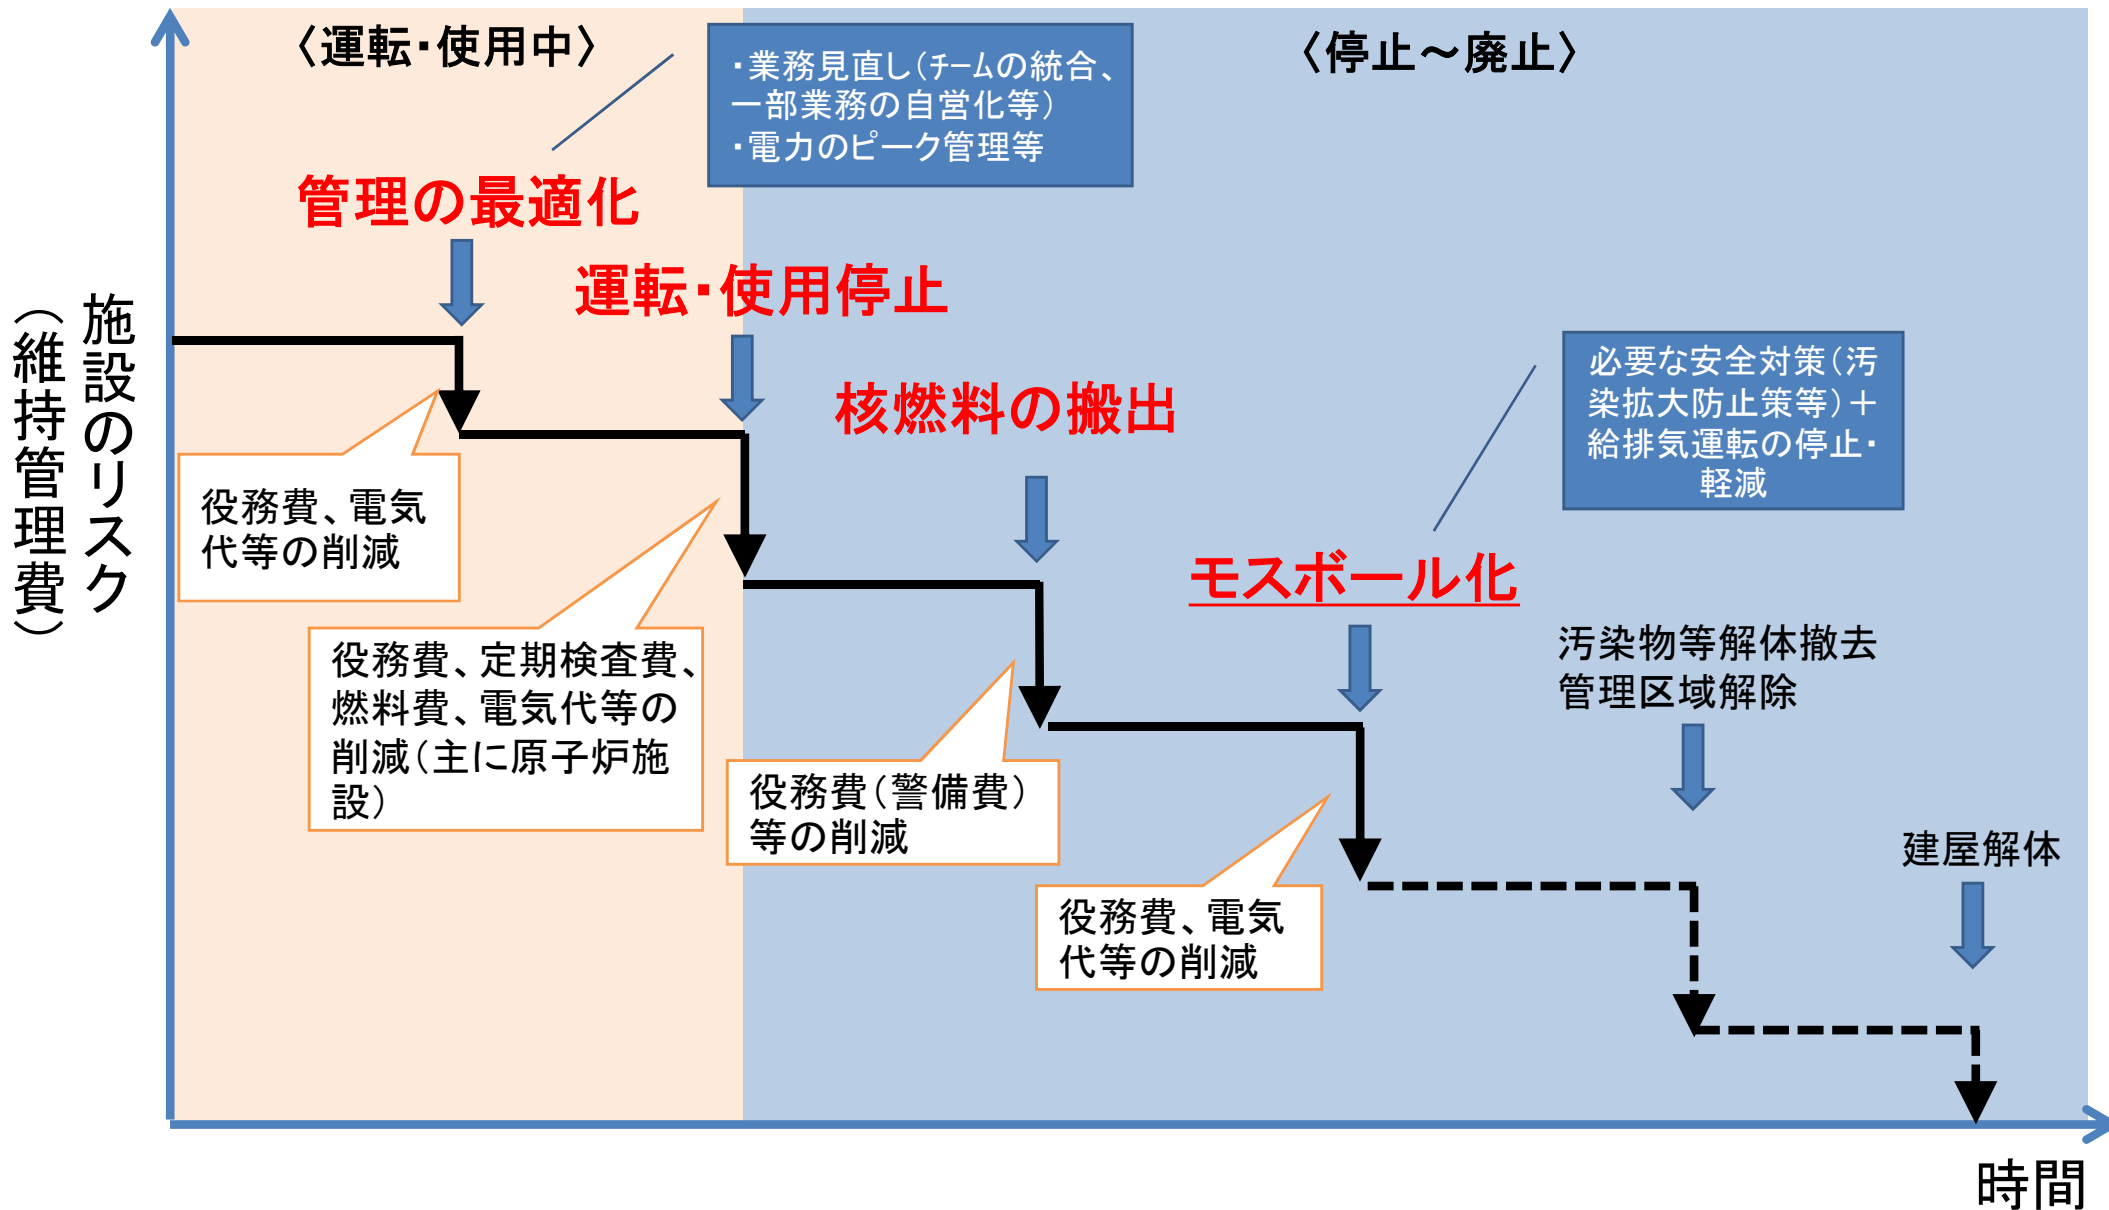 〈運転・使用中〉
〈停止～廃止〉
・業務見直し（ﾁｰﾑの統合、
一部業務の自営化等）
・電力のピーク管理等
管理の最適化
運転・使用停止
核燃料の搬出
必要な安全対策（汚
染拡大防止策等）＋
給排気運転の停止・
軽減
モスボール化
施設のリスク
（維持管理費）
役務費、電気
代等の削減
役務費、定期検査費、
燃料費、電気代等の
削減（主に原子炉施
設）
役務費（警備費）
等の削減
役務費、電気
代等の削減
汚染物等解体撤去
管理区域解除
建屋解体
時間